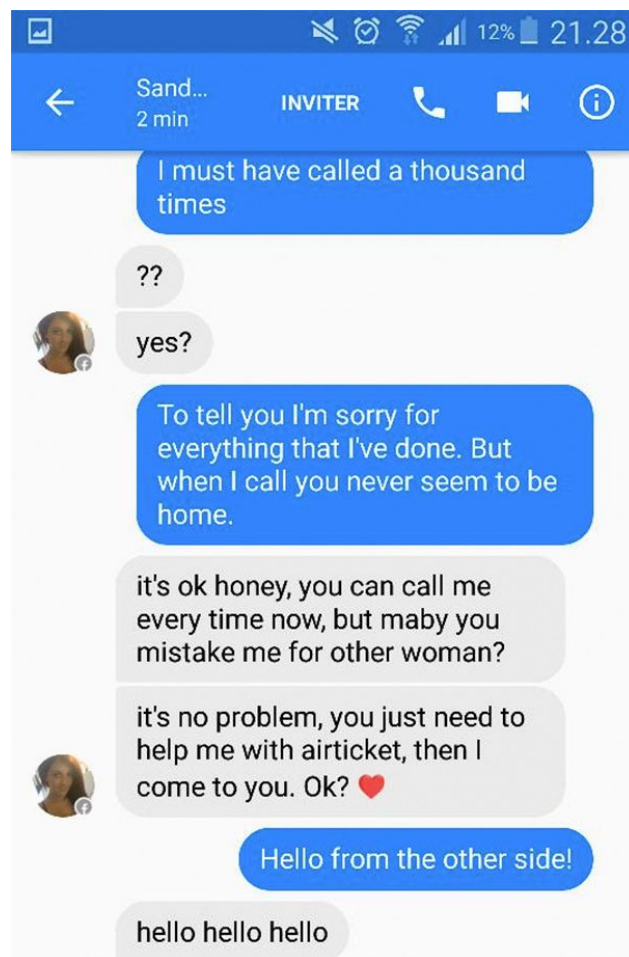 12% 21.28
Sand...
2 min
INVITER
I must have called a thousand
times
??
yes?
To tell you I'm sorry for
everything that I've done. But
when I call you never seem to be
home.
it's ok honey, you can call me
every time now, but maby you
mistake me for other woman?
it's no problem, you just need to
help me with airticket, then I
come to you. Ok? ❤
Hello from the other side!
hello hello hello